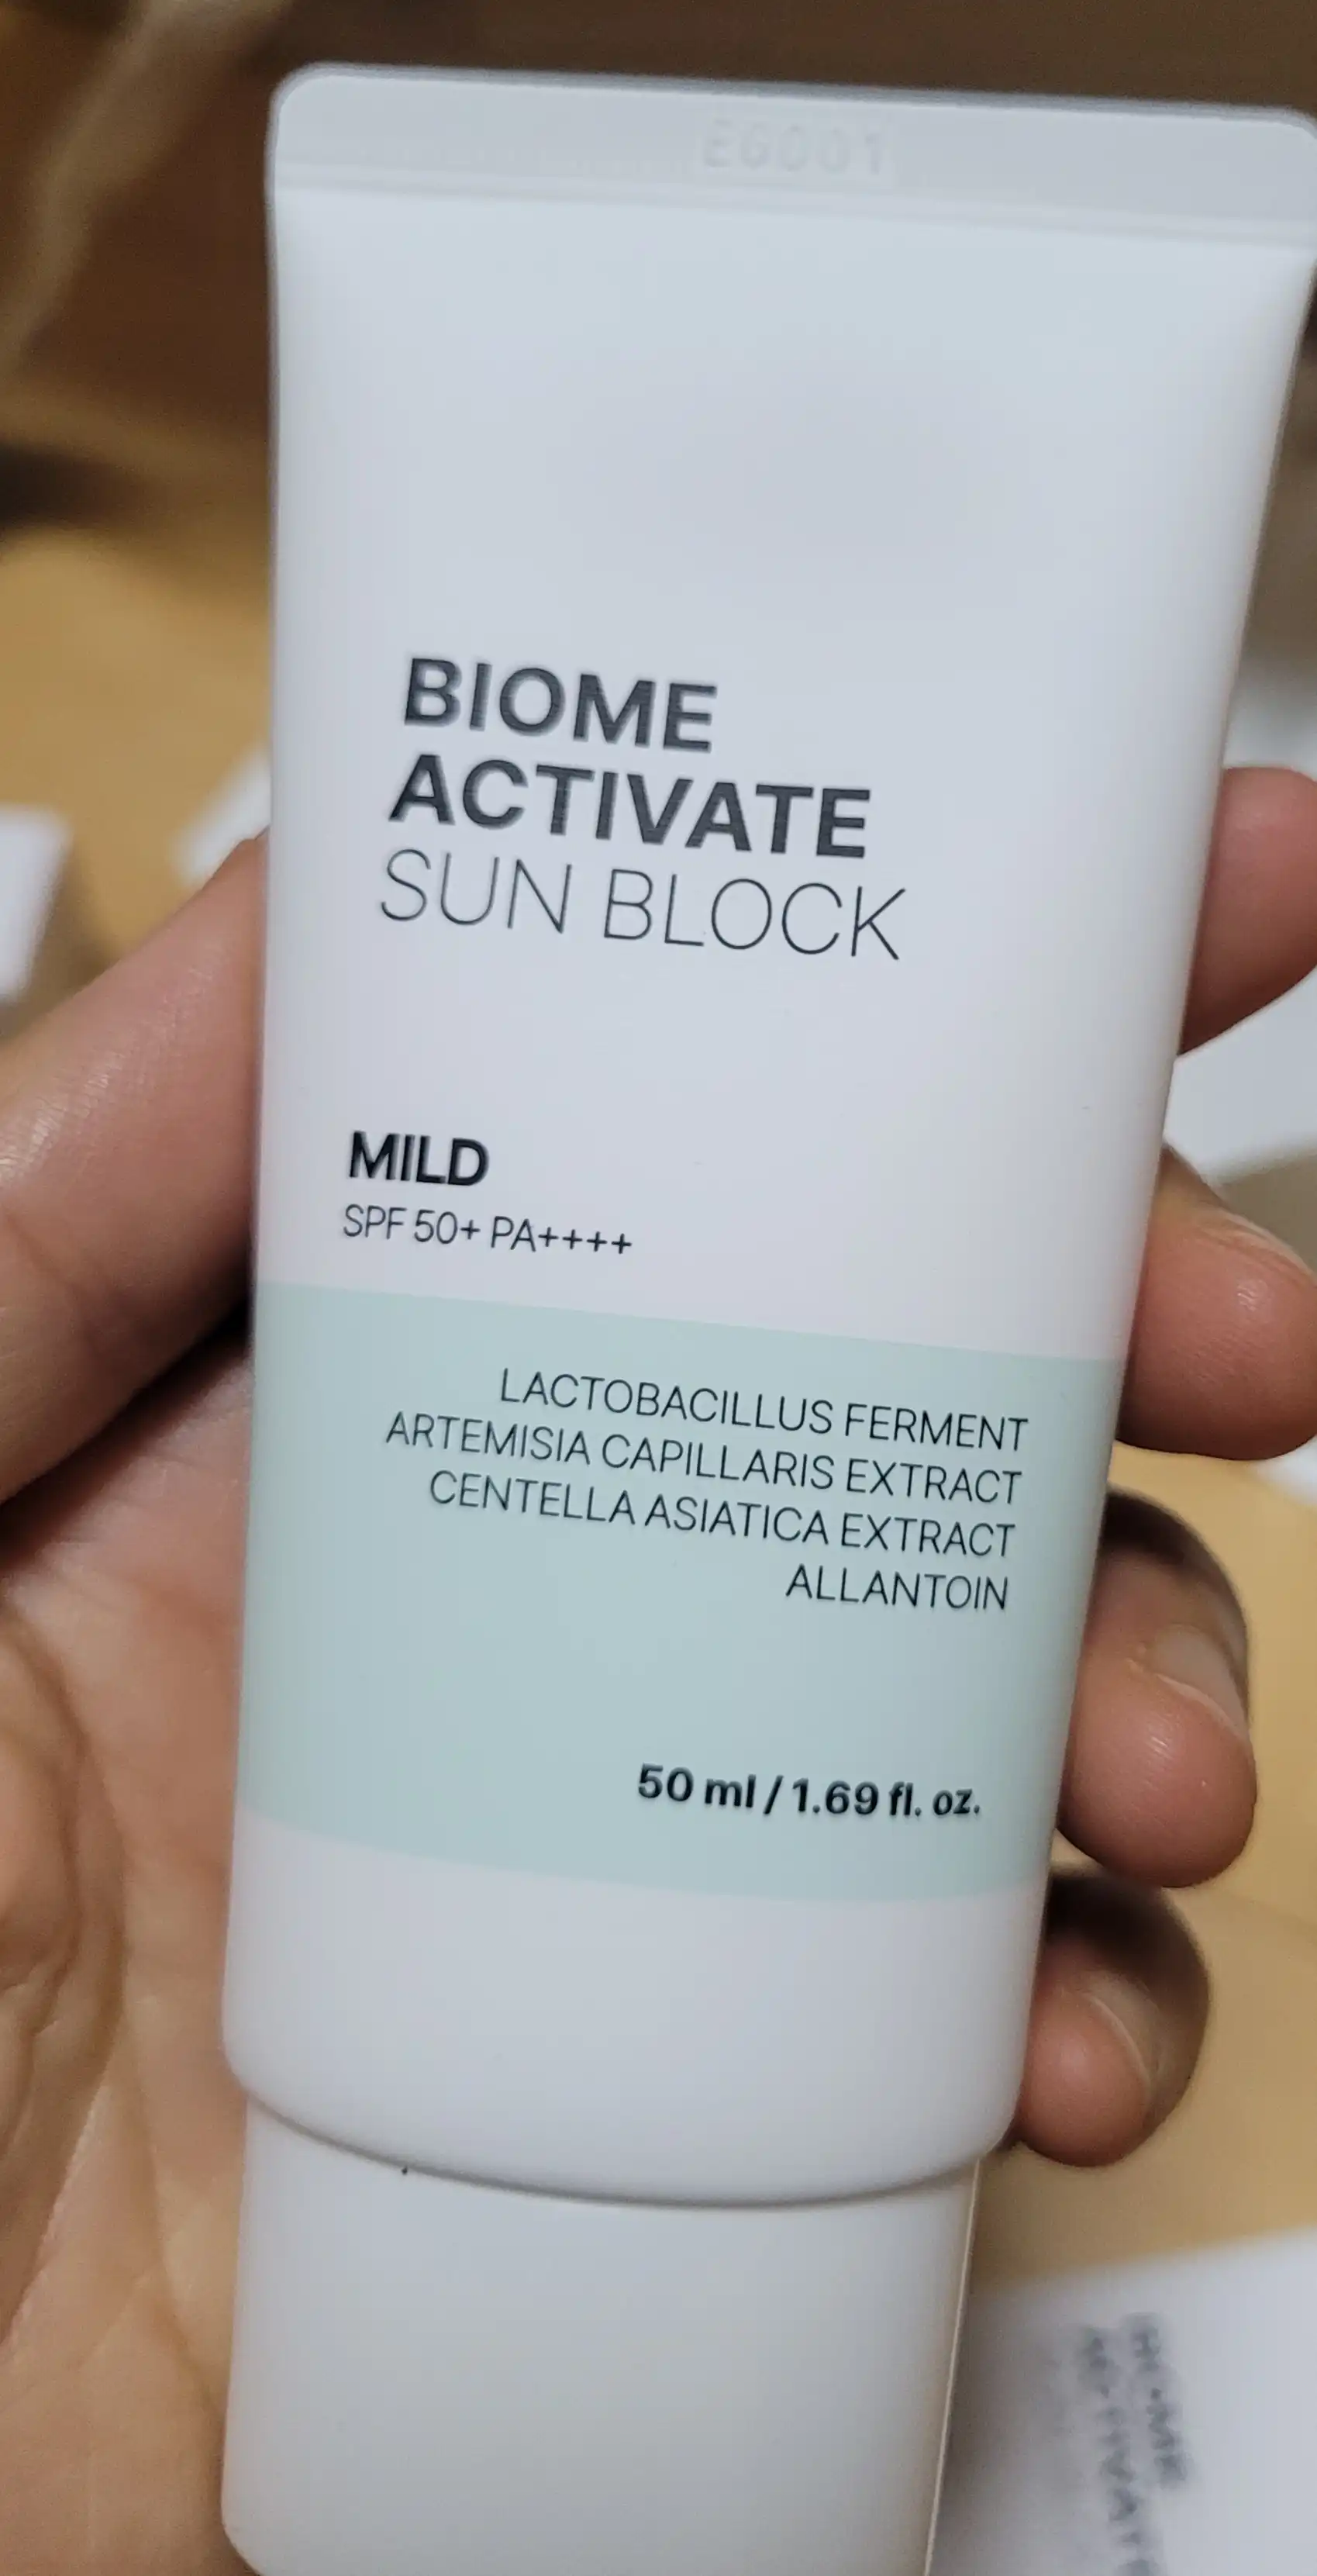 BIOME
ACTIVATE
SUN BLOCK
MILD
SPF 50+ PA++++
LACTOBACILLUS FERMENT
ARTEMISIA CAPILLARIS EXTRACT
CENTELLA ASIATICA EXTRACT
ALLANTOIN
50 ml / 1.69 fl. oz.